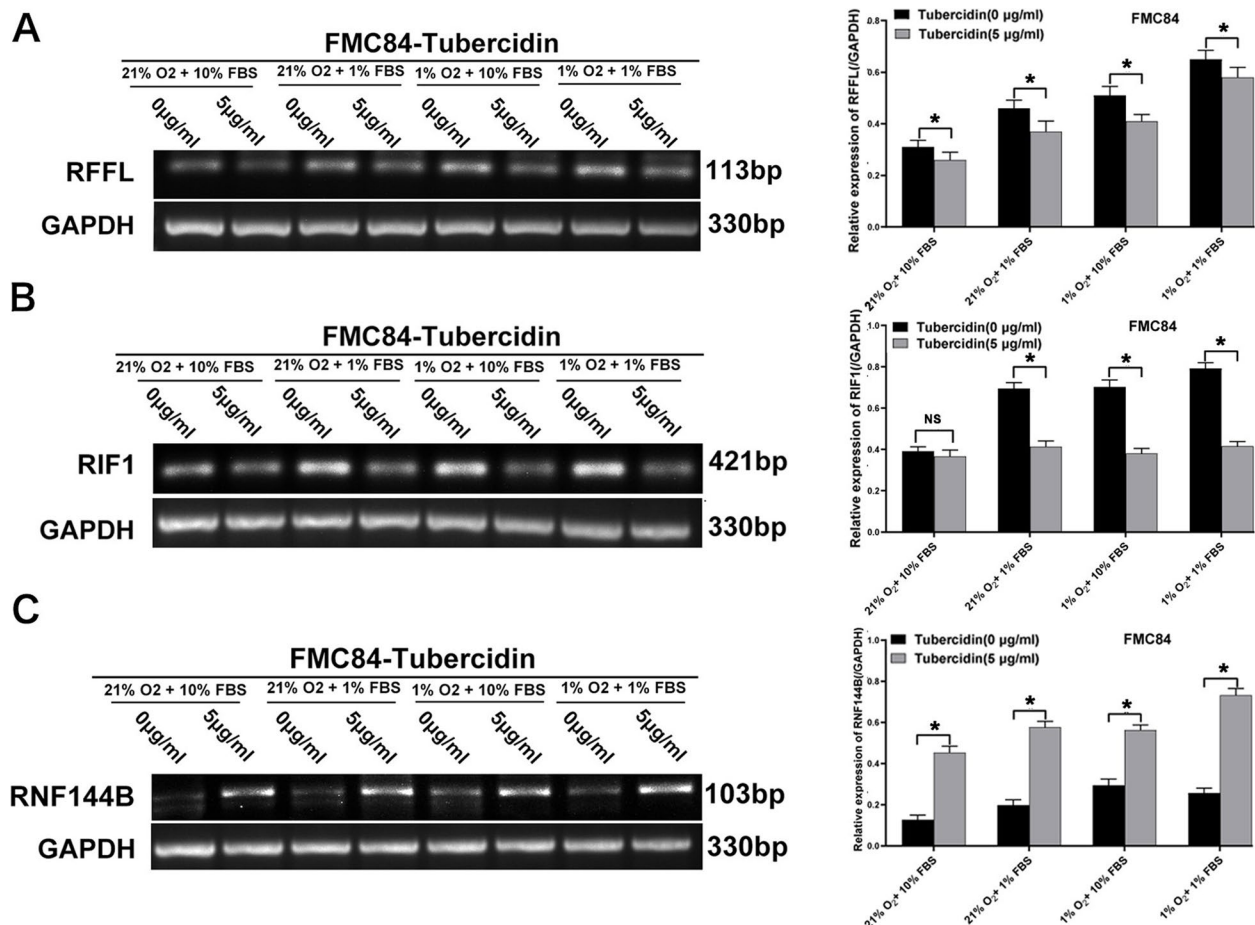 A
FMC84-Tubercidin
21% O2 + 10% FBS 21% O2 + 1% FBS 1% O2 + 10% FBS 1% O2 + 1% FBS
0μg/ml 5μg/ml 0μg/ml 5μg/ml 0μg/ml 5μg/ml 0μg/ml 5μg/ml
RFFL 113bp
GAPDH 330bp
Tubercidin(0 μg/ml)
Tubercidin(5 μg/ml)
FMC84
Relative expression of RFFL(/GAPDH)
0.8
0.6
0.4
0.2
0.0
* * * *
21% O₂+ 10% FBS 21% O₂+ 1% FBS 1% O₂+ 10% FBS 1% O₂+ 1% FBS
B
FMC84-Tubercidin
21% O2 + 10% FBS 21% O2 + 1% FBS 1% O2 + 10% FBS 1% O2 + 1% FBS
0μg/ml 5μg/ml 0μg/ml 5μg/ml 0μg/ml 5μg/ml 0μg/ml 5μg/ml
RIF1 421bp
GAPDH 330bp
Tubercidin(0 μg/ml)
Tubercidin(5 μg/ml)
FMC84
Relative expression of RIF1(/GAPDH)
1.0
0.8
0.6
0.4
0.2
0.0
NS * * *
21% O₂+ 10% FBS 21% O₂+ 1% FBS 1% O₂+ 10% FBS 1% O₂+ 1% FBS
C
FMC84-Tubercidin
21% O2 + 10% FBS 21% O2 + 1% FBS 1% O2 + 10% FBS 1% O2 + 1% FBS
0μg/ml 5μg/ml 0μg/ml 5μg/ml 0μg/ml 5μg/ml 0μg/ml 5μg/ml
RNF144B 103bp
GAPDH 330bp
Tubercidin(0 μg/ml)
Tubercidin(5 μg/ml)
FMC84
Relative expression of RNF144B(/GAPDH)
1.0
0.8
0.6
0.4
0.2
0.0
* * * *
21% O₂+ 10% FBS 21% O₂+ 1% FBS 1% O₂+ 10% FBS 1% O₂+ 1% FBS